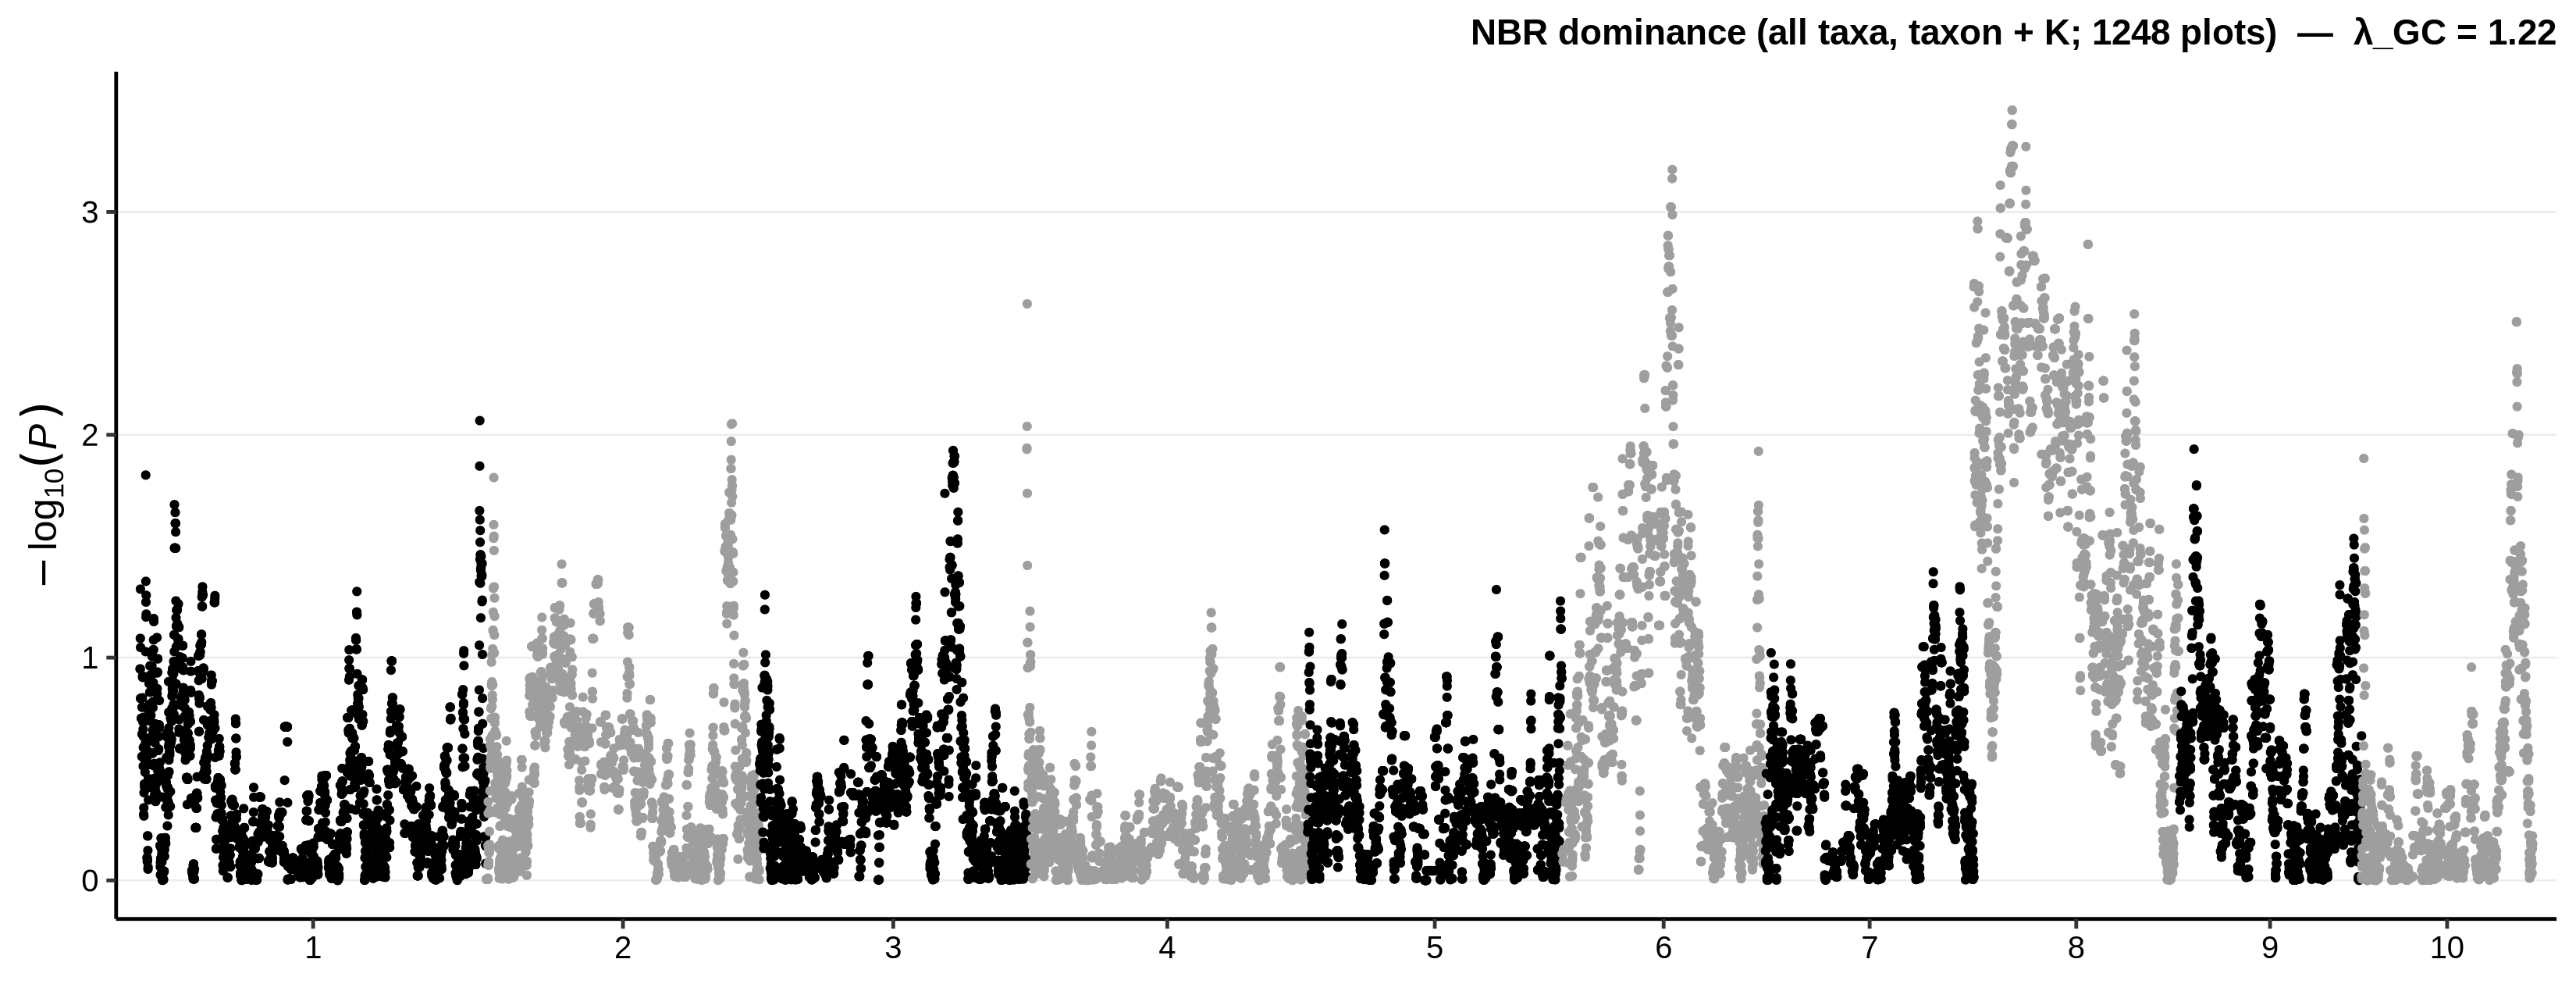 NBR dominance (all taxa, taxon + K; 1248 plots) — λ_GC = 1.22
− log10(P)
3
2
1
0
1 2 3 4 5 6 7 8 9 10